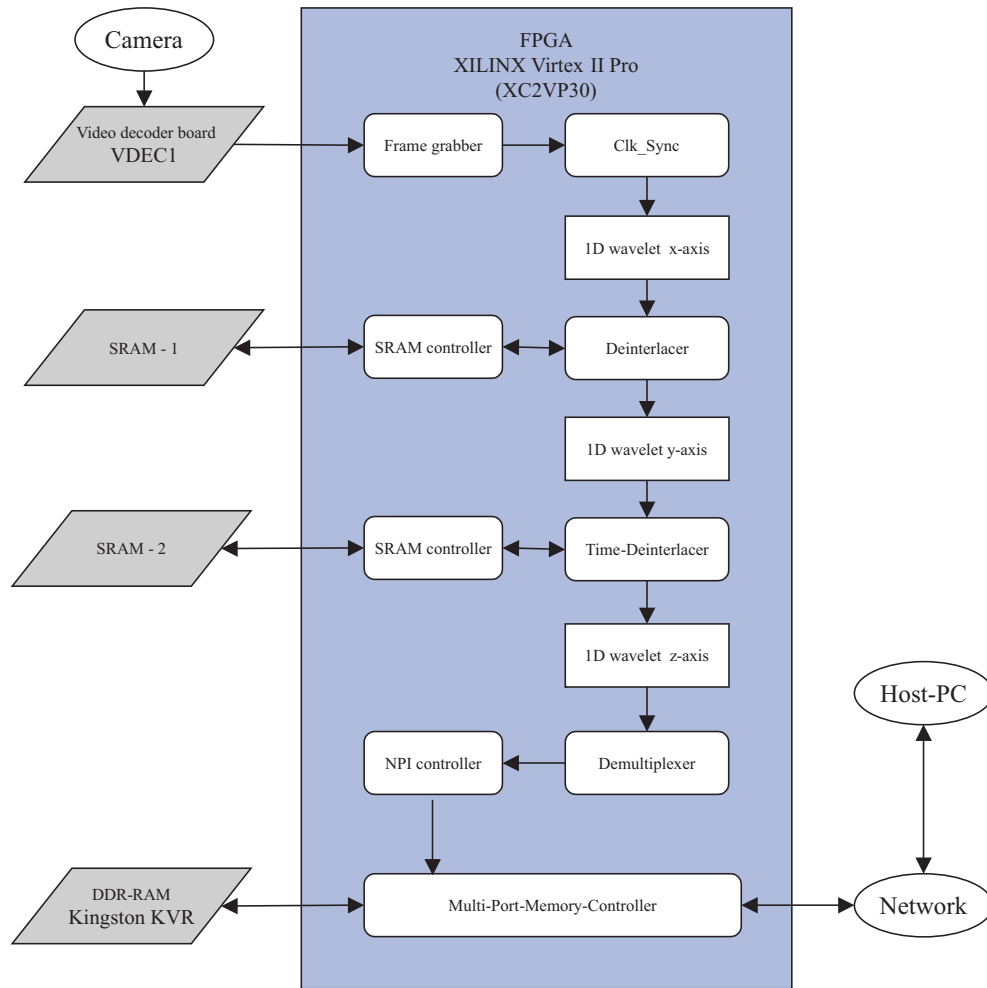 Camera
FPGA
XILINX Virtex II Pro
(XC2VP30)
Video decoder board
VDEC1
Frame grabber
Clk_Sync
1D wavelet x-axis
SRAM - 1
SRAM controller
Deinterlacer
1D wavelet y-axis
SRAM - 2
SRAM controller
Time-Deinterlacer
1D wavelet z-axis
Host-PC
NPI controller
Demultiplexer
DDR-RAM
Kingston KVR
Multi-Port-Memory-Controller
Network